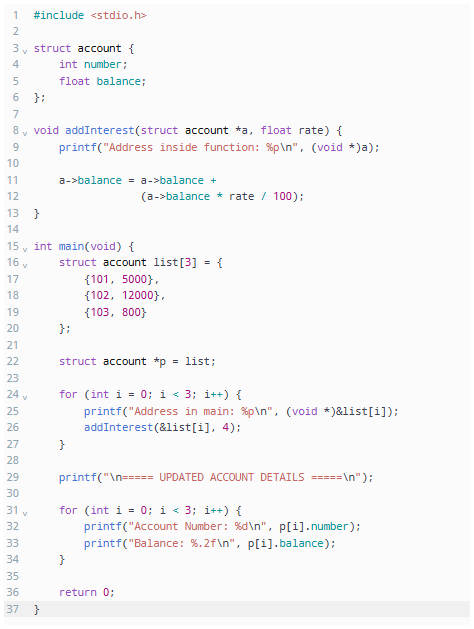 1 #include <stdio.h>
2
3 struct account {
4     int number;
5     float balance;
6 };
7
8 void addInterest(struct account *a, float rate) {
9     printf("Address inside function: %p\n", (void *)a);
10
11     a->balance = a->balance +
12                  (a->balance * rate / 100);
13 }
14
15 int main(void) {
16     struct account list[3] = {
17         {101, 5000},
18         {102, 12000},
19         {103, 800}
20     };
21
22     struct account *p = list;
23
24     for (int i = 0; i < 3; i++) {
25         printf("Address in main: %p\n", (void *)&list[i]);
26         addInterest(&list[i], 4);
27     }
28
29     printf("\n===== UPDATED ACCOUNT DETAILS =====\n");
30
31     for (int i = 0; i < 3; i++) {
32         printf("Account Number: %d\n", p[i].number);
33         printf("Balance: %.2f\n", p[i].balance);
34     }
35
36     return 0;
37 }